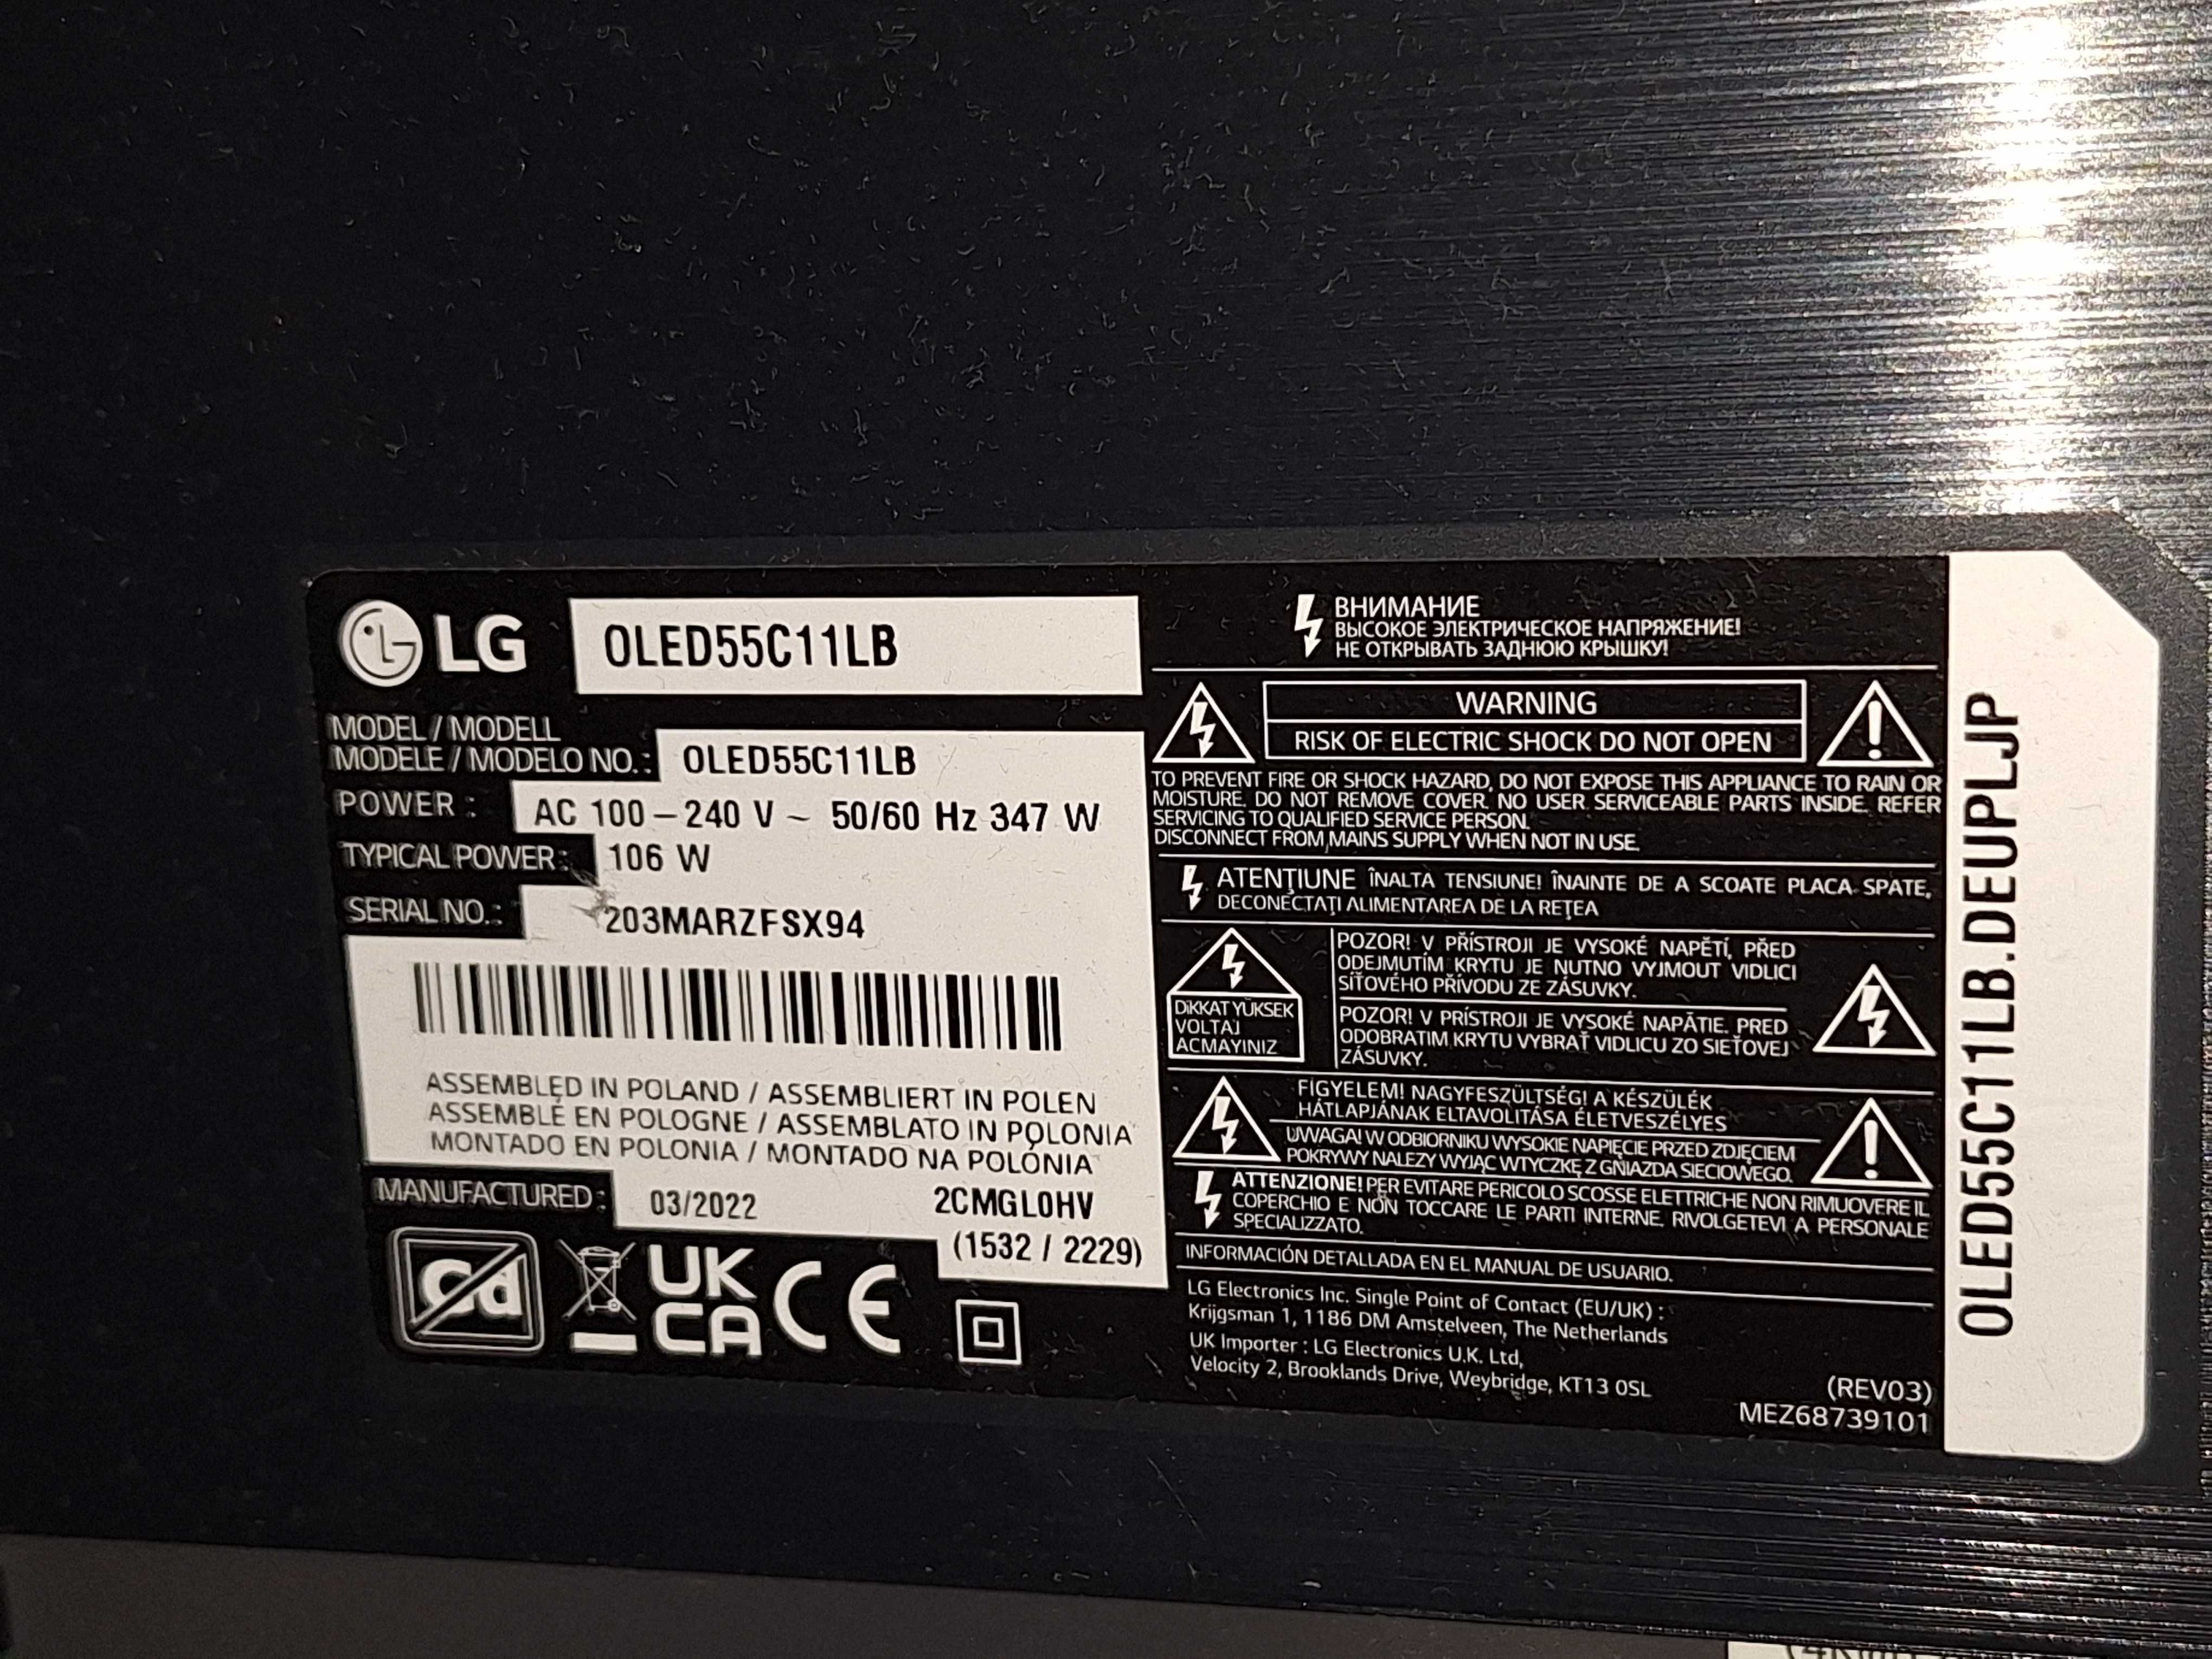 LG
OLED55C11LB
MODEL / MODELL
MODELE / MODELO NO. :
OLED55C11LB
POWER :
AC 100 – 240 V ~ 50/60 Hz 347 W
TYPICAL POWER :
106 W
SERIAL NO. :
203MARZFSX94
ASSEMBLED IN POLAND / ASSEMBLIERT IN POLEN
ASSEMBLÉ EN POLOGNE / ASSEMBLATO IN POLONIA
MONTADO EN POLONIA / MONTADO NA POLÓNIA
MANUFACTURED :
03/2022
2CMGL0HV
(1532 / 2229)
Cd
UK
CA
CE
ВНИМАНИЕ
ВЫСОКОЕ ЭЛЕКТРИЧЕСКОЕ НАПРЯЖЕНИЕ!
НЕ ОТКРЫВАТЬ ЗАДНЮЮ КРЫШКУ!
WARNING
RISK OF ELECTRIC SHOCK DO NOT OPEN
TO PREVENT FIRE OR SHOCK HAZARD, DO NOT EXPOSE THIS APPLIANCE TO RAIN OR
MOISTURE. DO NOT REMOVE COVER. NO USER SERVICEABLE PARTS INSIDE. REFER
SERVICING TO QUALIFIED SERVICE PERSON.
DISCONNECT FROM MAINS SUPPLY WHEN NOT IN USE.
ATENŢIUNE ÎNALTA TENSIUNE! ÎNAINTE DE A SCOATE PLACA SPATE,
DECONECTAŢI ALIMENTAREA DE LA REŢEA
DiKKAT YÜKSEK
VOLTAJ
ACMAYINIZ
POZOR! V PŘÍSTROJI JE VYSOKÉ NAPĚTÍ, PŘED
ODEJMUTÍM KRYTU JE NUTNO VYJMOUT VIDLICI
SÍŤOVÉHO PŘÍVODU ZE ZÁSUVKY.
POZOR! V PRÍSTROJI JE VYSOKÉ NAPÄTIE. PRED
ODOBRATIM KRYTU VYBRAŤ VIDLICU ZO SIEŤOVEJ
ZÁSUVKY.
FIGYELEM! NAGYFESZÜLTSÉG! A KÉSZÜLÉK
HÁTLAPJÁNAK ELTAVOLITÁSA ÉLETVESZÉLYES
UWAGA! W ODBIORNIKU WYSOKIE NAPIĘCIE PRZED ZDJĘCIEM
POKRYWY NALEZY WYJĄC WTYCZKĘ Z GNIAZDA SIECIOWEGO.
ATTENZIONE! PER EVITARE PERICOLO SCOSSE ELETTRICHE NON RIMUOVERE IL
COPERCHIO E NON TOCCARE LE PARTI INTERNE. RIVOLGETEVI A PERSONALE
SPECIALIZZATO.
INFORMACIÓN DETALLADA EN EL MANUAL DE USUARIO.
LG Electronics Inc. Single Point of Contact (EU/UK) :
Krijgsman 1, 1186 DM Amstelveen, The Netherlands
UK Importer : LG Electronics U.K. Ltd,
Velocity 2, Brooklands Drive, Weybridge, KT13 0SL
(REV03)
MEZ68739101
OLED55C11LB.DEUPLJP